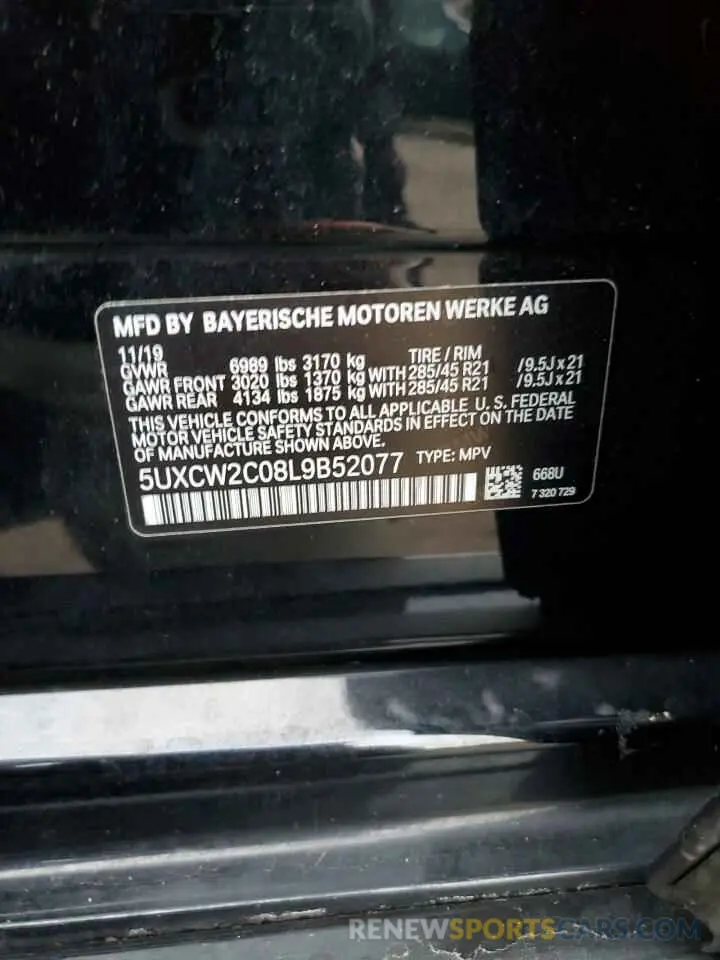 MFD BY BAYERISCHE MOTOREN WERKE AG
11/19 TIRE / RIM
GVWR 6989 lbs 3170 kg
GAWR FRONT 3020 lbs 1370 kg WITH 285/45 R21 /9.5J x 21
GAWR REAR 4134 lbs 1875 kg WITH 285/45 R21 /9.5J x 21
THIS VEHICLE CONFORMS TO ALL APPLICABLE U. S. FEDERAL
MOTOR VEHICLE SAFETY STANDARDS IN EFFECT ON THE DATE
OF MANUFACTURE SHOWN ABOVE.
5UXCW2C08L9B52077 TYPE: MPV
668U
7 320 729
RENEWSPORTSCARS.COM